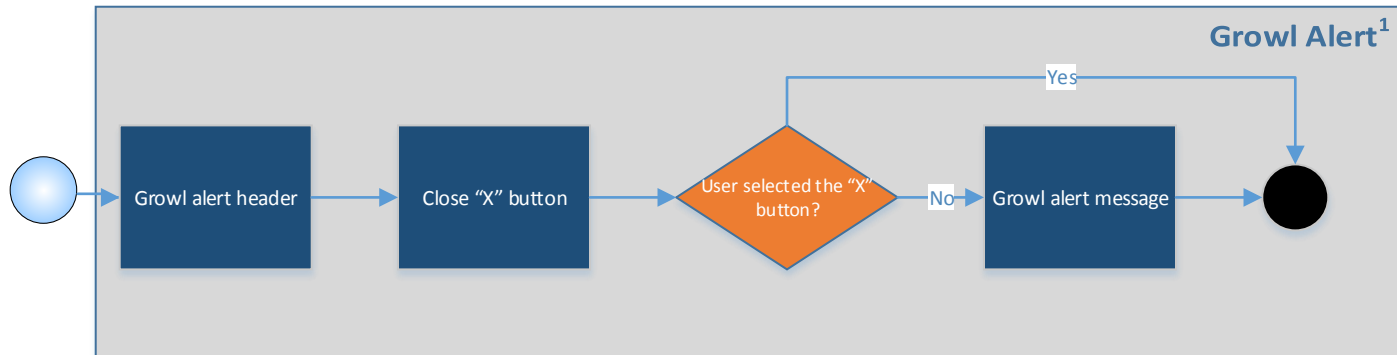 Growl Alert1
Yes
Growl alert header
Close “X” button
User selected the “X”
button?
No
Growl alert message